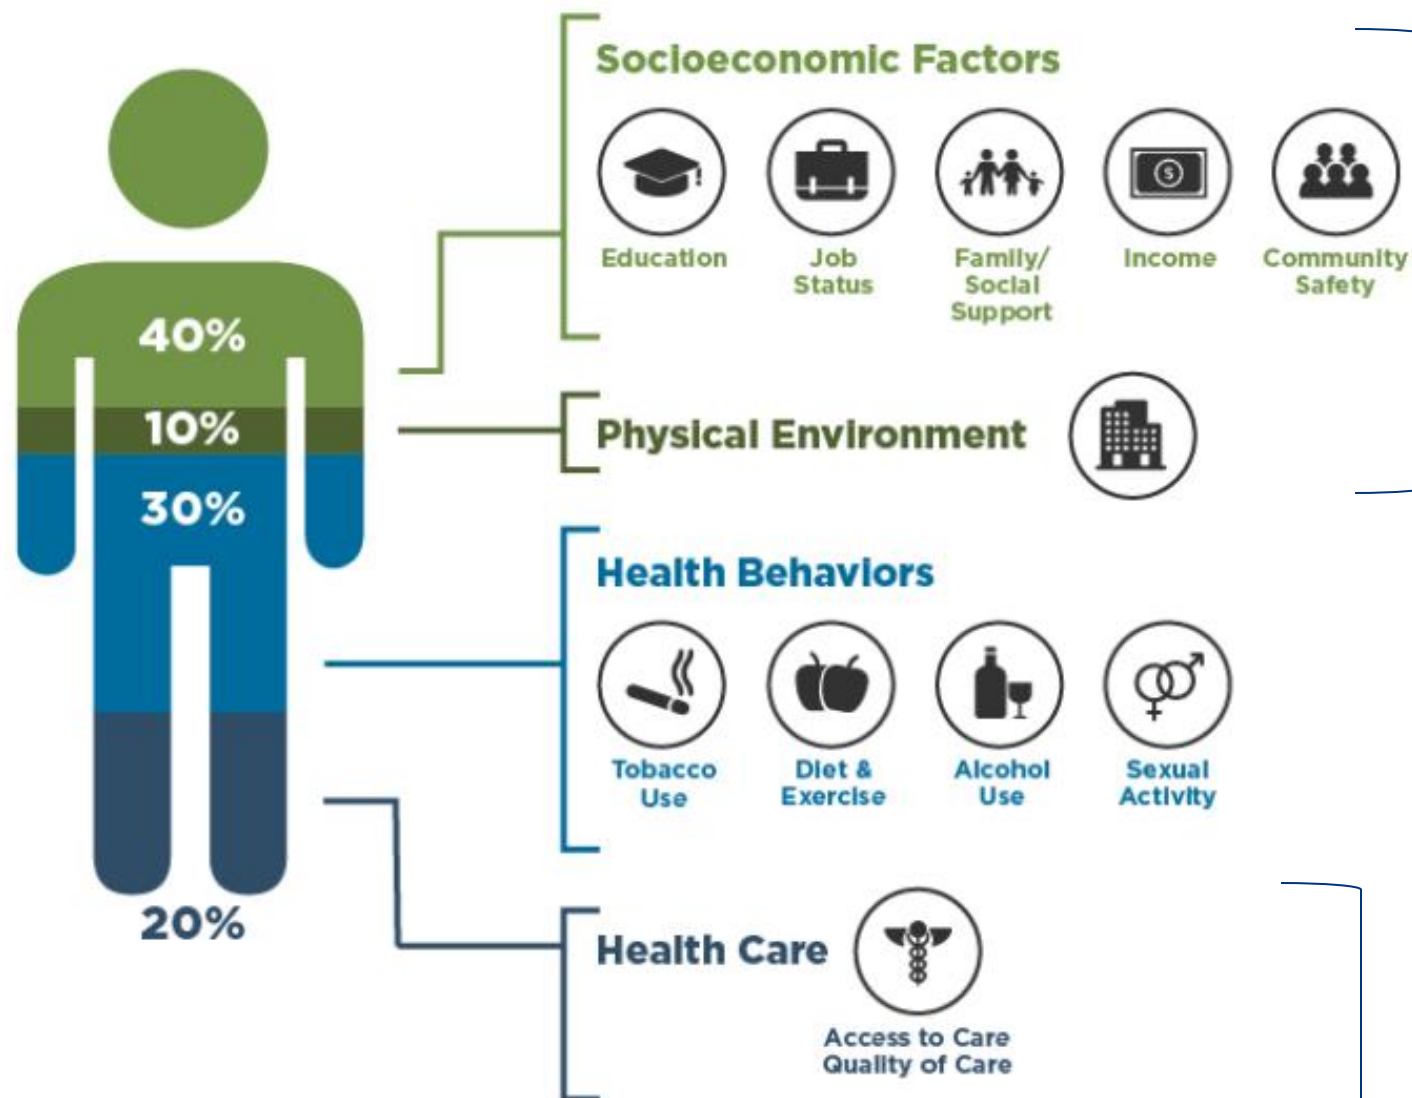 Socioeconomic Factors
Education
Job
Status
Family/
Social
Support
Income
Community
Safety
40%
10%
Physical Environment
30%
Health Behaviors
Tobacco
Use
Diet &
Exercise
Alcohol
Use
Sexual
Activity
20%
Health Care
Access to Care
Quality of Care